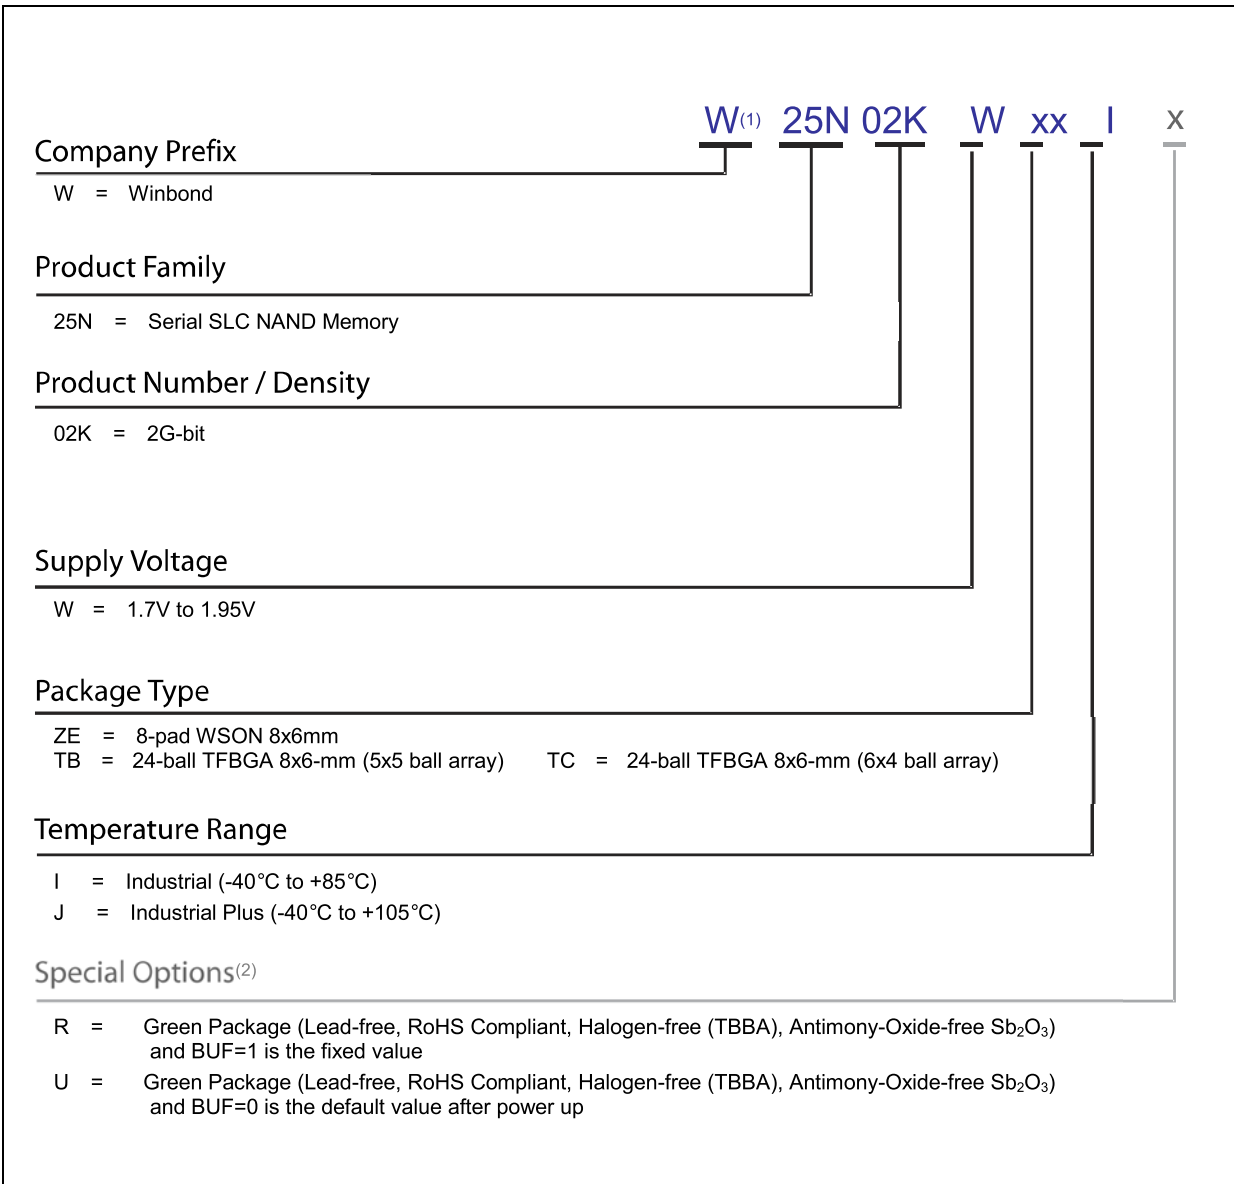 W(1) 25N 02K W xx I x
Company Prefix
W = Winbond
Product Family
25N = Serial SLC NAND Memory
Product Number / Density
02K = 2G-bit
Supply Voltage
W = 1.7V to 1.95V
Package Type
ZE = 8-pad WSON 8x6mm
TB = 24-ball TFBGA 8x6-mm (5x5 ball array) TC = 24-ball TFBGA 8x6-mm (6x4 ball array)
Temperature Range
I = Industrial (-40°C to +85°C)
J = Industrial Plus (-40°C to +105°C)
Special Options(2)
R = Green Package (Lead-free, RoHS Compliant, Halogen-free (TBBA), Antimony-Oxide-free Sb₂O₃)
and BUF=1 is the fixed value
U = Green Package (Lead-free, RoHS Compliant, Halogen-free (TBBA), Antimony-Oxide-free Sb₂O₃)
and BUF=0 is the default value after power up